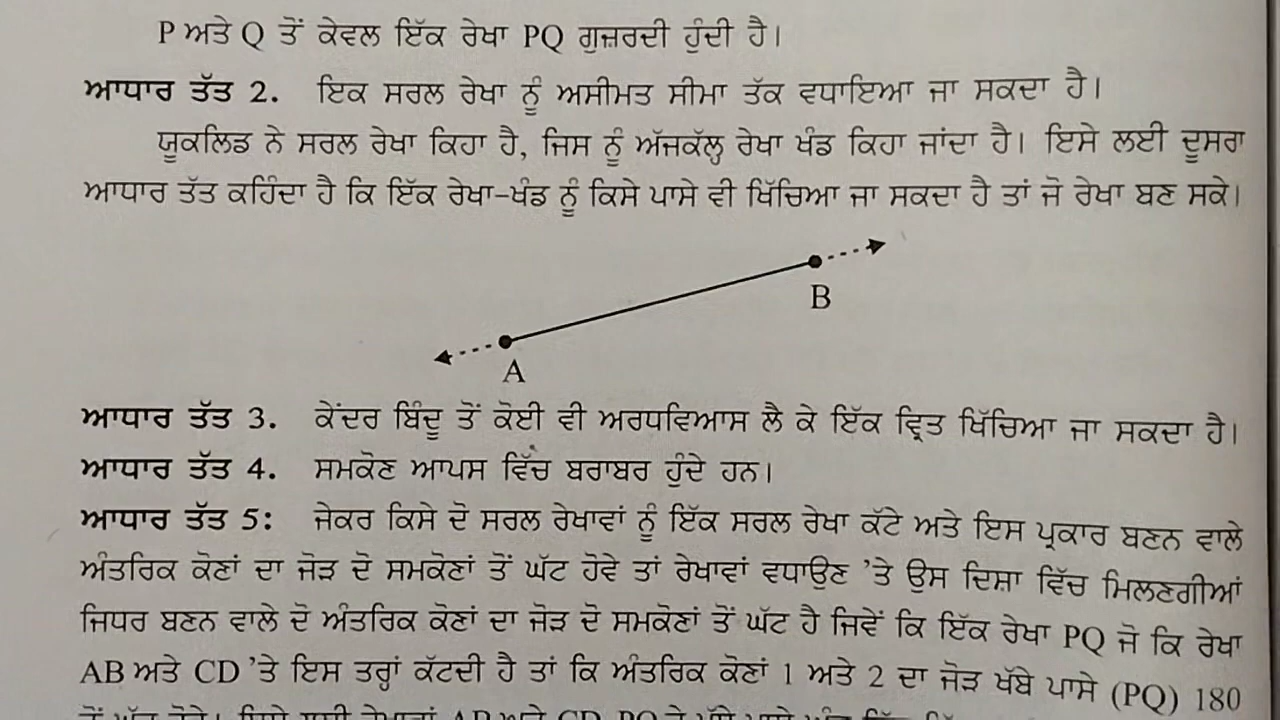 P ਅਤੇ Q ਤੋਂ ਕੇਵਲ ਇੱਕ ਰੇਖਾ PQ ਗੁਜ਼ਰਦੀ ਹੁੰਦੀ ਹੈ।
ਆਧਾਰ ਤੱਤ 2. ਇਕ ਸਰਲ ਰੇਖਾ ਨੂੰ ਅਸੀਮਤ ਸੀਮਾ ਤੱਕ ਵਧਾਇਆ ਜਾ ਸਕਦਾ ਹੈ।
ਯੂਕਲਿਡ ਨੇ ਸਰਲ ਰੇਖਾ ਕਿਹਾ ਹੈ, ਜਿਸ ਨੂੰ ਅੱਜਕੱਲ੍ਹ ਰੇਖਾ ਖੰਡ ਕਿਹਾ ਜਾਂਦਾ ਹੈ। ਇਸੇ ਲਈ ਦੂਸਰਾ
ਆਧਾਰ ਤੱਤ ਕਹਿੰਦਾ ਹੈ ਕਿ ਇੱਕ ਰੇਖਾ-ਖੰਡ ਨੂੰ ਕਿਸੇ ਪਾਸੇ ਵੀ ਖਿੱਚਿਆ ਜਾ ਸਕਦਾ ਹੈ ਤਾਂ ਜੋ ਰੇਖਾ ਬਣ ਸਕੇ।
B
A
ਆਧਾਰ ਤੱਤ 3. ਕੇਂਦਰ ਬਿੰਦੂ ਤੋਂ ਕੋਈ ਵੀ ਅਰਧਵਿਆਸ ਲੈ ਕੇ ਇੱਕ ਵ੍ਰਿਤ ਖਿੱਚਿਆ ਜਾ ਸਕਦਾ ਹੈ।
ਆਧਾਰ ਤੱਤ 4. ਸਮਕੋਣ ਆਪਸ ਵਿੱਚ ਬਰਾਬਰ ਹੁੰਦੇ ਹਨ।
ਆਧਾਰ ਤੱਤ 5: ਜੇਕਰ ਕਿਸੇ ਦੋ ਸਰਲ ਰੇਖਾਵਾਂ ਨੂੰ ਇੱਕ ਸਰਲ ਰੇਖਾ ਕੱਟੇ ਅਤੇ ਇਸ ਪ੍ਰਕਾਰ ਬਣਨ ਵਾਲੇ
ਅੰਤਰਿਕ ਕੋਣਾਂ ਦਾ ਜੋੜ ਦੋ ਸਮਕੋਣਾਂ ਤੋਂ ਘੱਟ ਹੋਵੇ ਤਾਂ ਰੇਖਾਵਾਂ ਵਧਾਉਣ 'ਤੇ ਉਸ ਦਿਸ਼ਾ ਵਿੱਚ ਮਿਲਣਗੀਆਂ
ਜਿਧਰ ਬਣਨ ਵਾਲੇ ਦੋ ਅੰਤਰਿਕ ਕੋਣਾਂ ਦਾ ਜੋੜ ਦੋ ਸਮਕੋਣਾਂ ਤੋਂ ਘੱਟ ਹੈ ਜਿਵੇਂ ਕਿ ਇੱਕ ਰੇਖਾ PQ ਜੋ ਕਿ ਰੇਖਾ
AB ਅਤੇ CD 'ਤੇ ਇਸ ਤਰ੍ਹਾਂ ਕੱਟਦੀ ਹੈ ਤਾਂ ਕਿ ਅੰਤਰਿਕ ਕੋਣਾਂ 1 ਅਤੇ 2 ਦਾ ਜੋੜ ਖੱਬੇ ਪਾਸੇ (PQ) 180